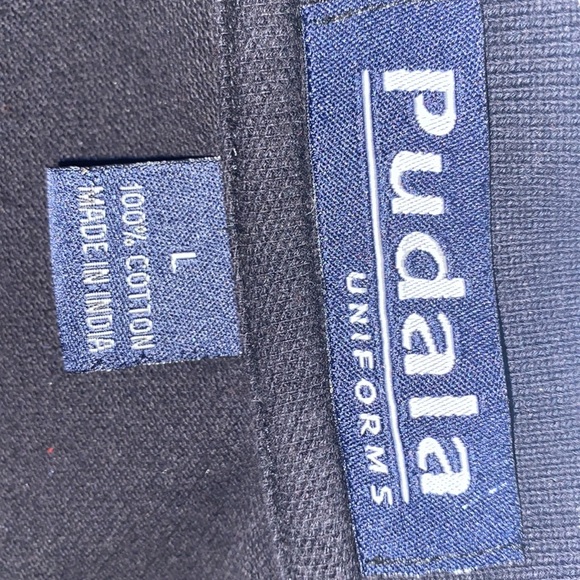 Pudala
UNIFORMS
L
100% COTTON
MADE IN INDIA